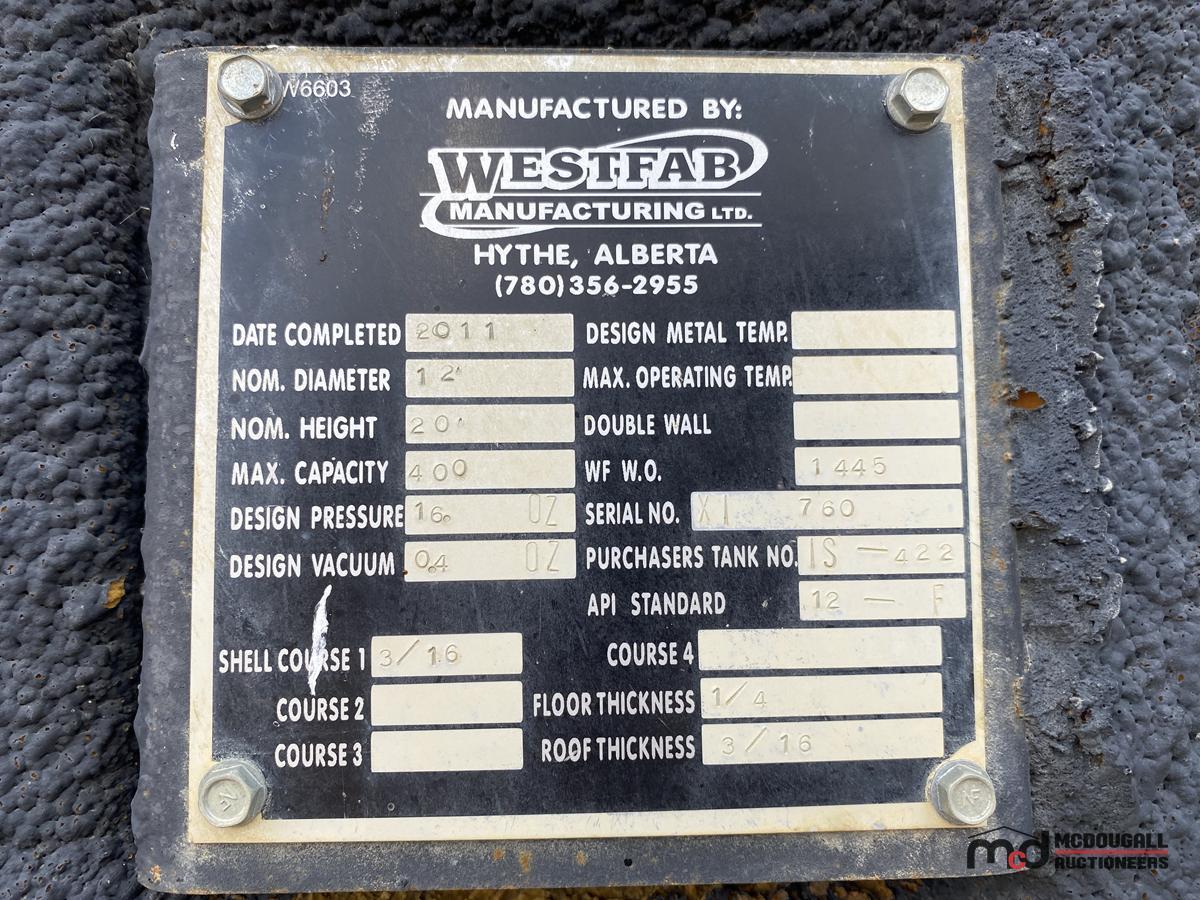 W6603
MANUFACTURED BY:
WESTFAB
MANUFACTURING LTD.
HYTHE, ALBERTA
(780) 356-2955
DATE COMPLETED 2011 DESIGN METAL TEMP.
NOM. DIAMETER 12' MAX. OPERATING TEMP.
NOM. HEIGHT 20' DOUBLE WALL
MAX. CAPACITY 400 WF W.O. 1445
DESIGN PRESSURE 16. OZ SERIAL NO. X1 760
DESIGN VACUUM 0.4 OZ PURCHASERS TANK NO. IS - 422
API STANDARD 12 - F
SHELL COURSE 1 3/16 COURSE 4
COURSE 2 FLOOR THICKNESS 1/4
COURSE 3 ROOF THICKNESS 3/16
mcd MCDOUGALL
AUCTIONEERS